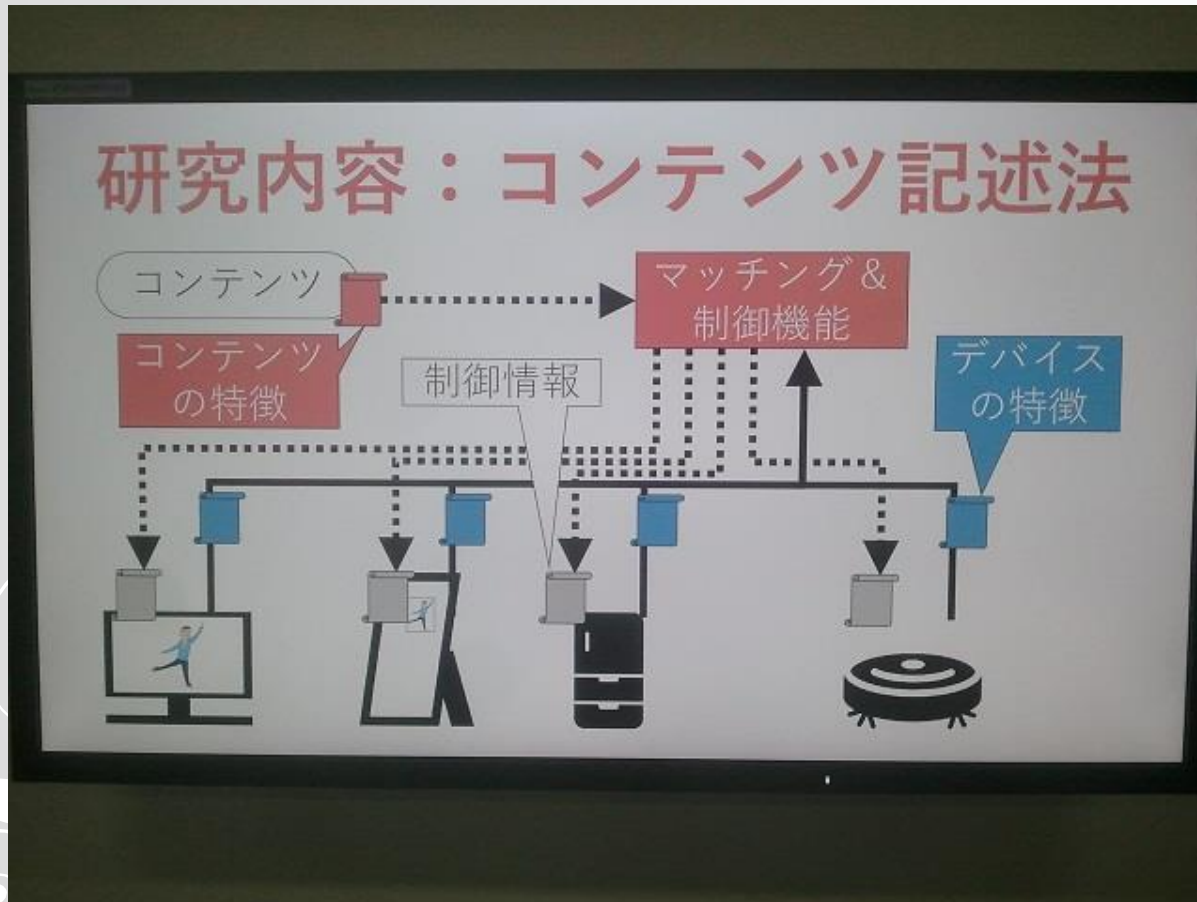 研究内容：コンテンツ記述法
コンテンツ
マッチング＆
制御機能
コンテンツ
の特徴
制御情報
デバイス
の特徴